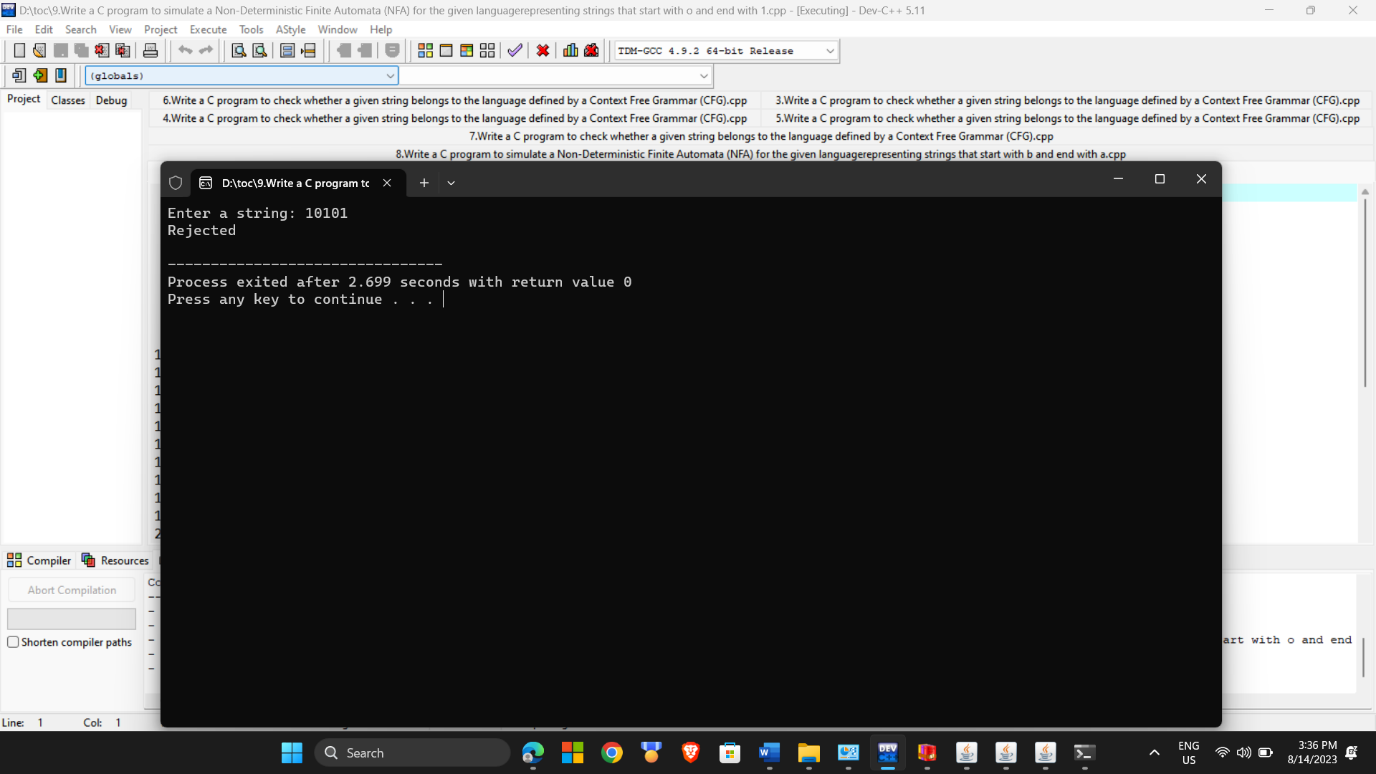 D:\toc\9.Write a C program to simulate a Non-Deterministic Finite Automata (NFA) for the given languagerepresenting strings that start with o and end with 1.cpp - [Executing] - Dev-C++ 5.11
File Edit Search View Project Execute Tools AStyle Window Help
TDM-GCC 4.9.2 64-bit Release
(globals)
Project Classes Debug
6.Write a C program to check whether a given string belongs to the language defined by a Context Free Grammar (CFG).cpp 3.Write a C program to check whether a given string belongs to the language defined by a Context Free Grammar (CFG).cpp
4.Write a C program to check whether a given string belongs to the language defined by a Context Free Grammar (CFG).cpp 5.Write a C program to check whether a given string belongs to the language defined by a Context Free Grammar (CFG).cpp
7.Write a C program to check whether a given string belongs to the language defined by a Context Free Grammar (CFG).cpp
8.Write a C program to simulate a Non-Deterministic Finite Automata (NFA) for the given languagerepresenting strings that start with b and end with a.cpp
D:\toc\9.Write a C program tc
Enter a string: 10101
Rejected
--------------------------------
Process exited after 2.699 seconds with return value 0
Press any key to continue . . .
Compiler Resources
Abort Compilation
Shorten compiler paths
art with o and end
Line: 1 Col: 1
Search
DEV
ENG
US
3:36 PM
8/14/2023